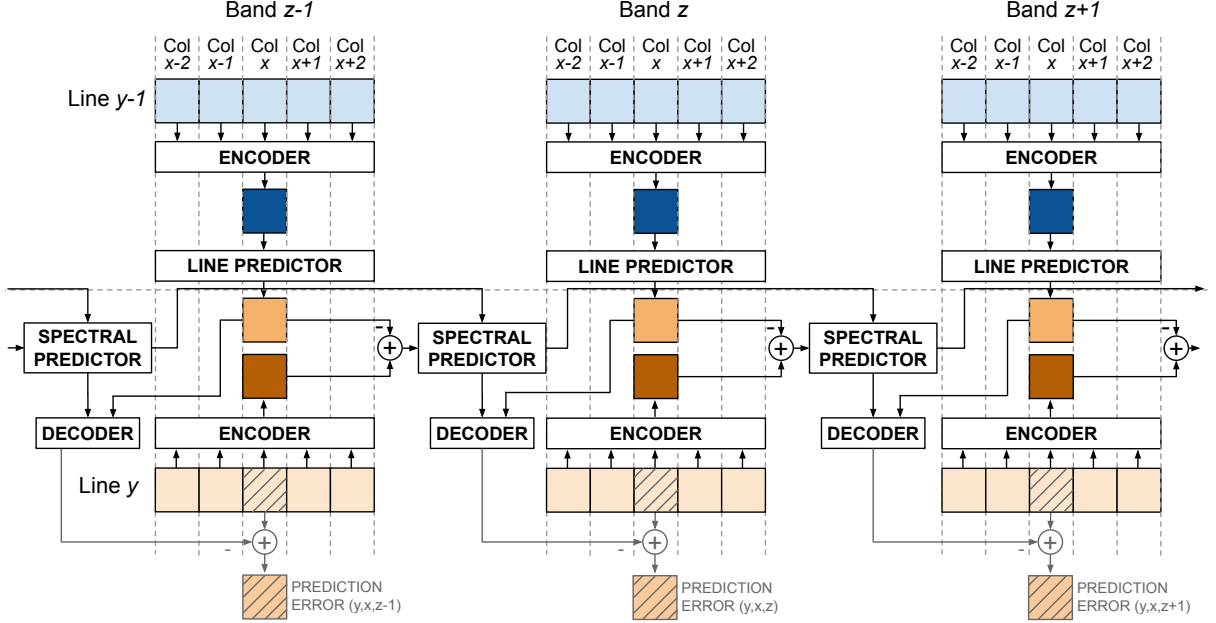 Band z-1 Band z Band z+1
Col Col Col Col Col Col Col Col Col Col Col Col Col Col Col
x-2 x-1 x x+1 x+2 x-2 x-1 x x+1 x+2 x-2 x-1 x x+1 x+2
Line y-1
ENCODER ENCODER ENCODER
LINE PREDICTOR LINE PREDICTOR LINE PREDICTOR
- - -
SPECTRAL SPECTRAL SPECTRAL
PREDICTOR PREDICTOR PREDICTOR
+ + +
DECODER ENCODER DECODER ENCODER DECODER ENCODER
Line y
+ + +
- - -
PREDICTION PREDICTION PREDICTION
ERROR (y,x,z-1) ERROR (y,x,z) ERROR (y,x,z+1)